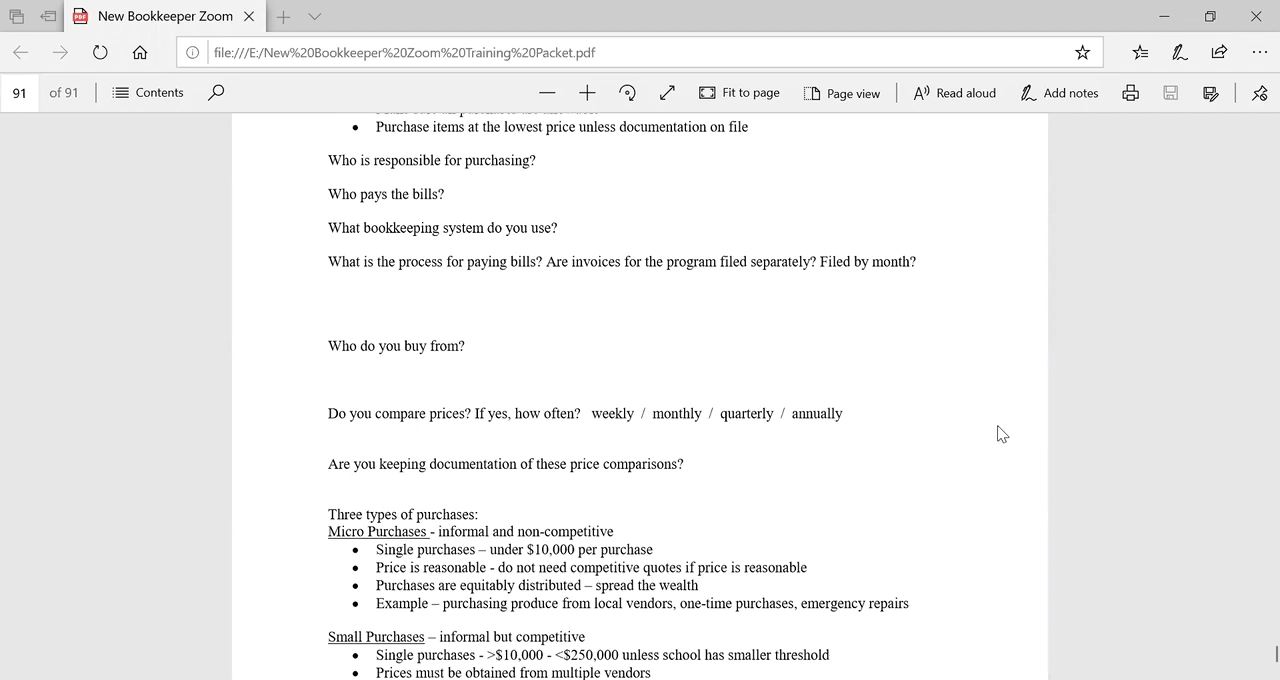 New Bookkeeper Zoom
file:///E:/New%20Bookkeeper%20Zoom%20Training%20Packet.pdf
91 of 91 Contents Fit to page Page view Read aloud Add notes
• Purchase items at the lowest price unless documentation on file
Who is responsible for purchasing?
Who pays the bills?
What bookkeeping system do you use?
What is the process for paying bills? Are invoices for the program filed separately? Filed by month?
Who do you buy from?
Do you compare prices? If yes, how often? weekly / monthly / quarterly / annually
Are you keeping documentation of these price comparisons?
Three types of purchases:
Micro Purchases - informal and non-competitive
• Single purchases – under $10,000 per purchase
• Price is reasonable - do not need competitive quotes if price is reasonable
• Purchases are equitably distributed – spread the wealth
• Example – purchasing produce from local vendors, one-time purchases, emergency repairs
Small Purchases – informal but competitive
• Single purchases - >$10,000 - <$250,000 unless school has smaller threshold
• Prices must be obtained from multiple vendors